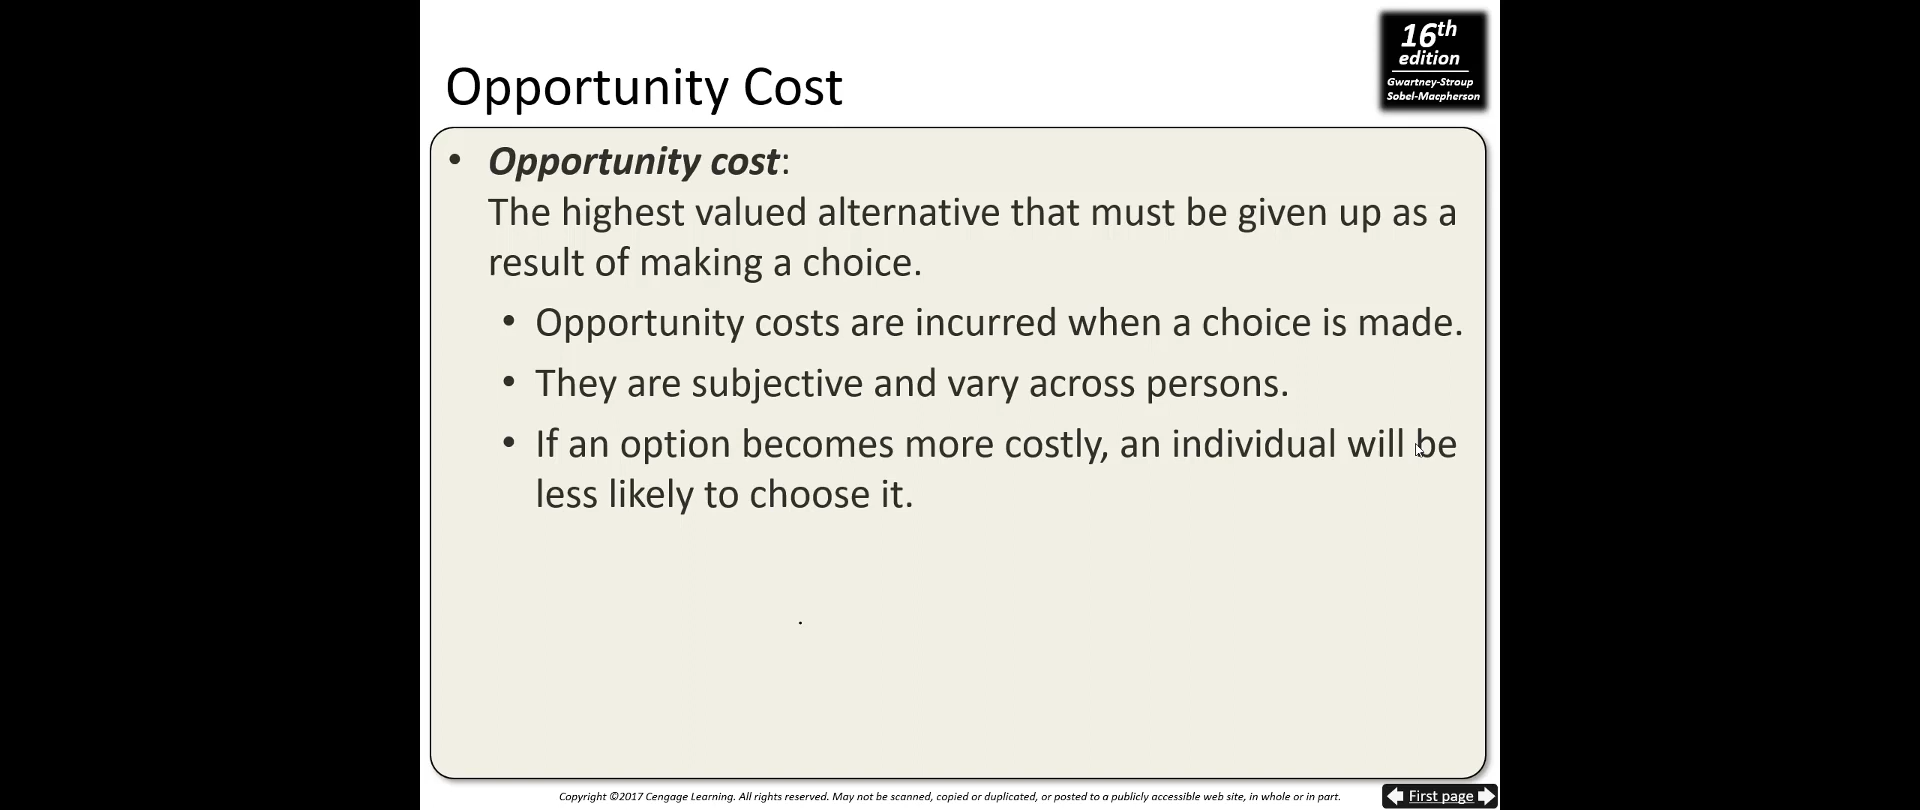 16th
edition
Gwartney-Stroup
Sobel-Macpherson
Opportunity Cost
• Opportunity cost:
The highest valued alternative that must be given up as a
result of making a choice.
• Opportunity costs are incurred when a choice is made.
• They are subjective and vary across persons.
• If an option becomes more costly, an individual will be
less likely to choose it.
.
Copyright ©2017 Cengage Learning. All rights reserved. May not be scanned, copied or duplicated, or posted to a publicly accessible web site, in whole or in part.
First page